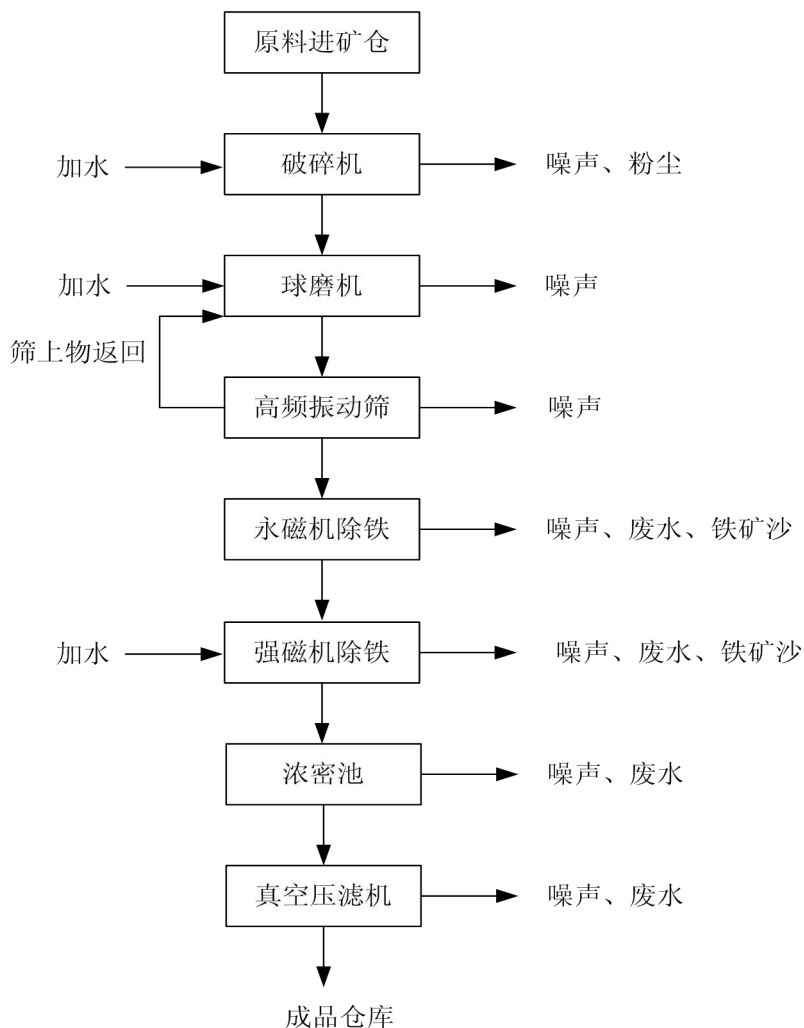 原料进矿仓
加水
破碎机
噪声、粉尘
加水
球磨机
噪声
筛上物返回
高频振动筛
噪声
永磁机除铁
噪声、废水、铁矿沙
加水
强磁机除铁
噪声、废水、铁矿沙
浓密池
噪声、废水
真空压滤机
噪声、废水
成品仓库